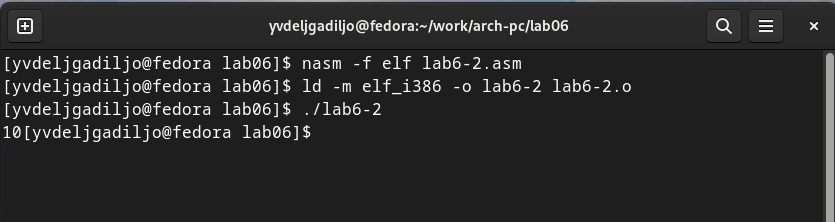 yvdeljgadiljo@fedora:~/work/arch-pc/lab06
[yvdeljgadiljo@fedora lab06]$ nasm -f elf lab6-2.asm
[yvdeljgadiljo@fedora lab06]$ ld -m elf_i386 -o lab6-2 lab6-2.o
[yvdeljgadiljo@fedora lab06]$ ./lab6-2
10[yvdeljgadiljo@fedora lab06]$